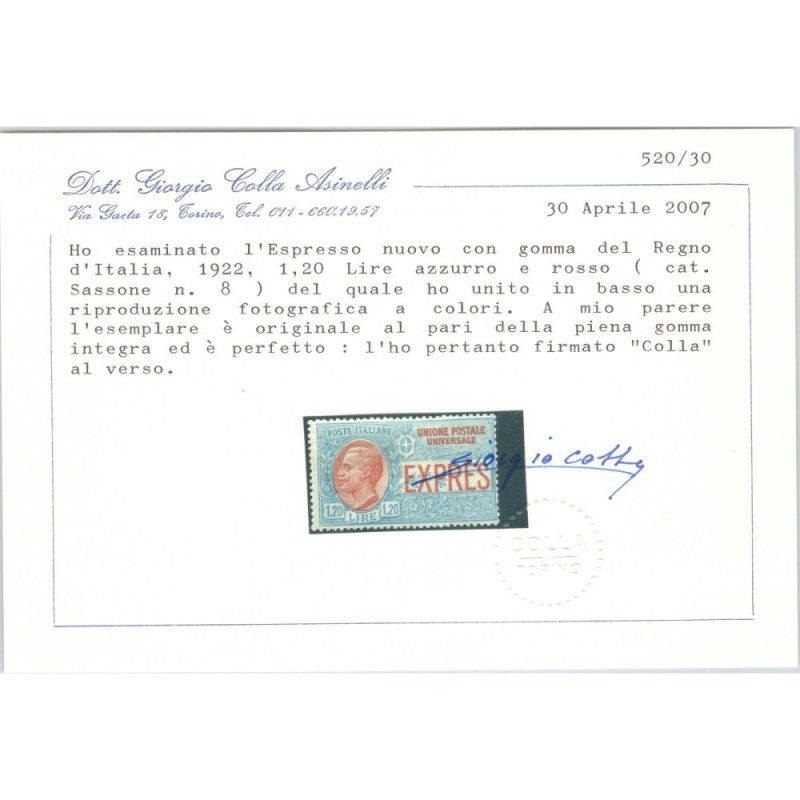 520/30
Dott. Giorgio Colla Asinelli
Via Gaeta 18, Torino, Tel. 011-660.19.57
30 Aprile 2007
Ho esaminato l'Espresso nuovo con gomma del Regno
d'Italia, 1922, 1,20 Lire azzurro e rosso ( cat.
Sassone n. 8 ) del quale ho unito in basso una
riproduzione fotografica a colori. A mio parere
l'esemplare è originale al pari della piena gomma
integra ed è perfetto : l'ho pertanto firmato "Colla"
al verso.
POSTE ITALIANE
UNIONE POSTALE
UNIVERSALE
EXPRES
1.20 LIRE 1.20
Giorgio Colla
COLLA
TORINO